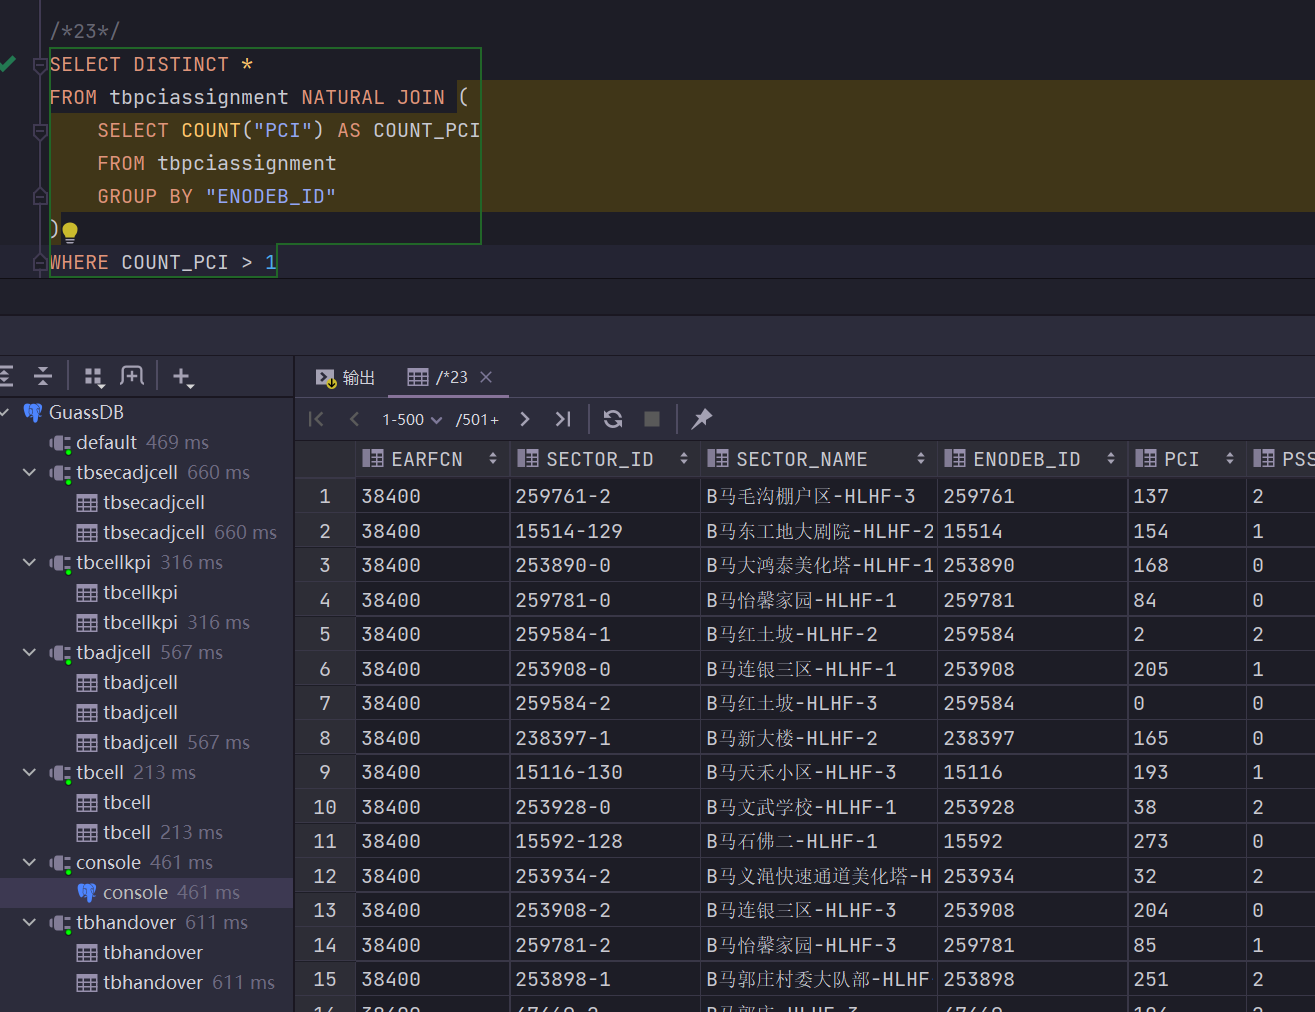 /*23*/
SELECT DISTINCT *
FROM tbpciassignment NATURAL JOIN (
SELECT COUNT("PCI") AS COUNT_PCI
FROM tbpciassignment
GROUP BY "ENODEB_ID"
)
WHERE COUNT_PCI > 1
输出 /*23
GuassDB
default 469 ms
tbsecadjcell 660 ms
tbsecadjcell
tbsecadjcell 660 ms
tbcellkpi 316 ms
tbcellkpi
tbcellkpi 316 ms
tbadjcell 567 ms
tbadjcell
tbadjcell
tbadjcell 567 ms
tbcell 213 ms
tbcell
tbcell 213 ms
console 461 ms
console 461 ms
tbhandover 611 ms
tbhandover
tbhandover 611 ms
1-500 /501+
EARFCN SECTOR_ID SECTOR_NAME ENODEB_ID PCI PSS
1 38400 259761-2 B马毛沟棚户区-HLHF-3 259761 137 2
2 38400 15514-129 B马东工地大剧院-HLHF-2 15514 154 1
3 38400 253890-0 B马大鸿泰美化塔-HLHF-1 253890 168 0
4 38400 259781-0 B马怡馨家园-HLHF-1 259781 84 0
5 38400 259584-1 B马红土坡-HLHF-2 259584 2 2
6 38400 253908-0 B马连银三区-HLHF-1 253908 205 1
7 38400 259584-2 B马红土坡-HLHF-3 259584 0 0
8 38400 238397-1 B马新大楼-HLHF-2 238397 165 0
9 38400 15116-130 B马天禾小区-HLHF-3 15116 193 1
10 38400 253928-0 B马文武学校-HLHF-1 253928 38 2
11 38400 15592-128 B马石佛二-HLHF-1 15592 273 0
12 38400 253934-2 B马义渑快速通道美化塔-H 253934 32 2
13 38400 253908-2 B马连银三区-HLHF-3 253908 204 0
14 38400 259781-2 B马怡馨家园-HLHF-3 259781 85 1
15 38400 253898-1 B马郭庄村委大队部-HLHF 253898 251 2